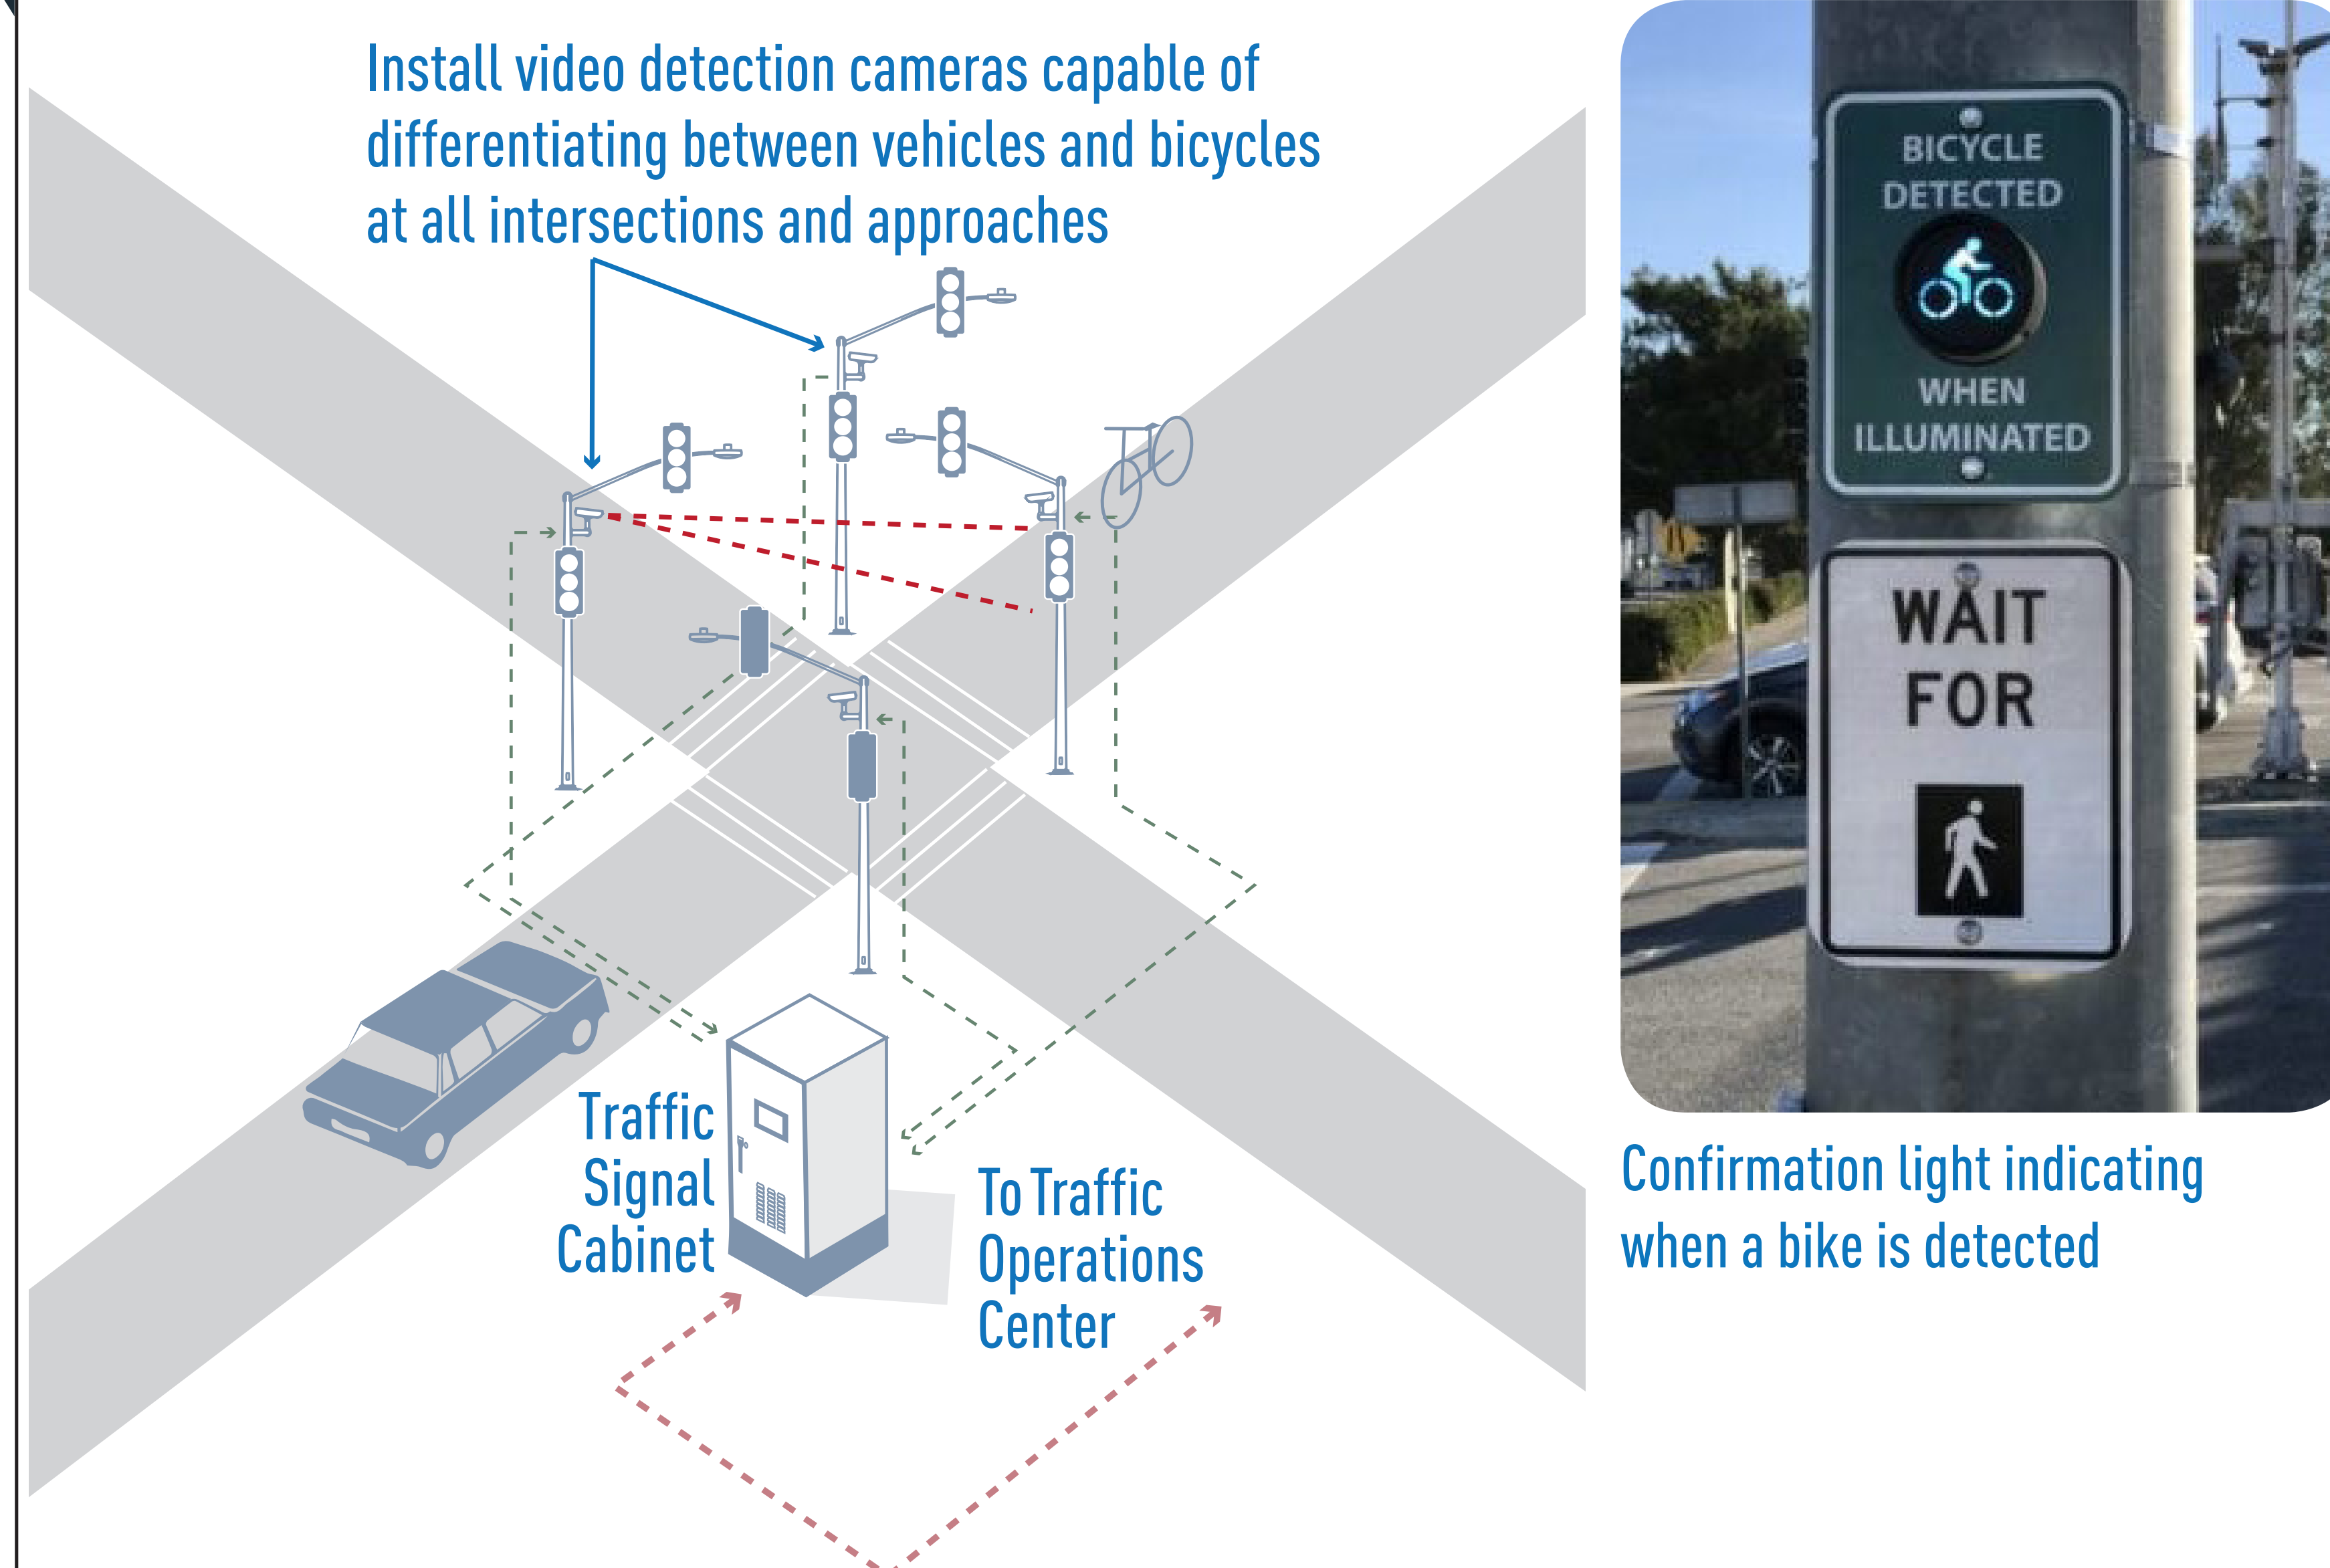 Install video detection cameras capable of
differentiating between vehicles and bicycles
at all intersections and approaches
Traffic
Signal
Cabinet
To Traffic
Operations
Center
BICYCLE
DETECTED
WHEN
ILLUMINATED
WAIT
FOR
Confirmation light indicating
when a bike is detected